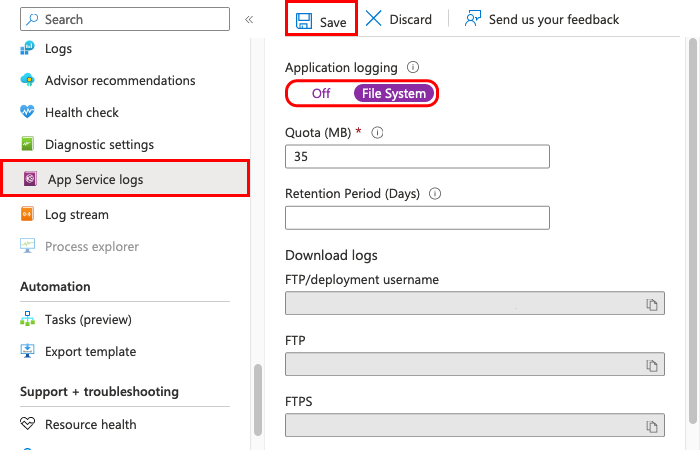 Search
«
Logs
Advisor recommendations
Health check
Diagnostic settings
App Service logs
Log stream
Process explorer
Automation
Tasks (preview)
Export template
Support + troubleshooting
Resource health
Save Discard Send us your feedback
Application logging
Off File System
Quota (MB) *
35
Retention Period (Days)
Download logs
FTP/deployment username
FTP
FTPS